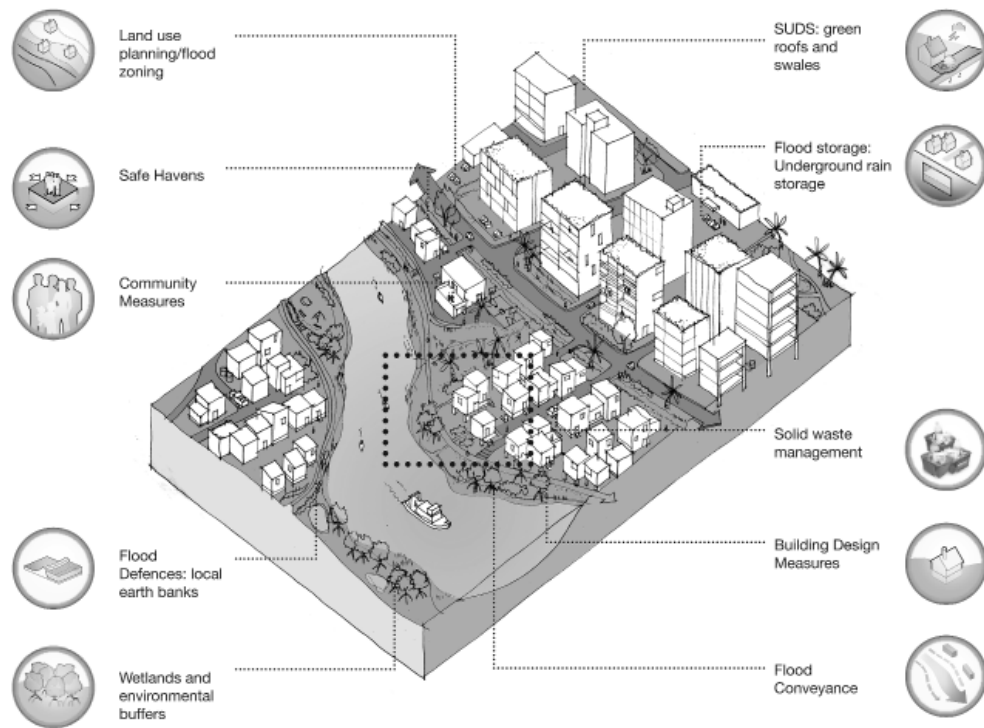 Land use
planning/flood
zoning
Safe Havens
Community
Measures
Flood
Defences: local
earth banks
Wetlands and
environmental
buffers
SUDS: green
roofs and
swales
Flood storage:
Underground rain
storage
Solid waste
management
Building Design
Measures
Flood
Conveyance